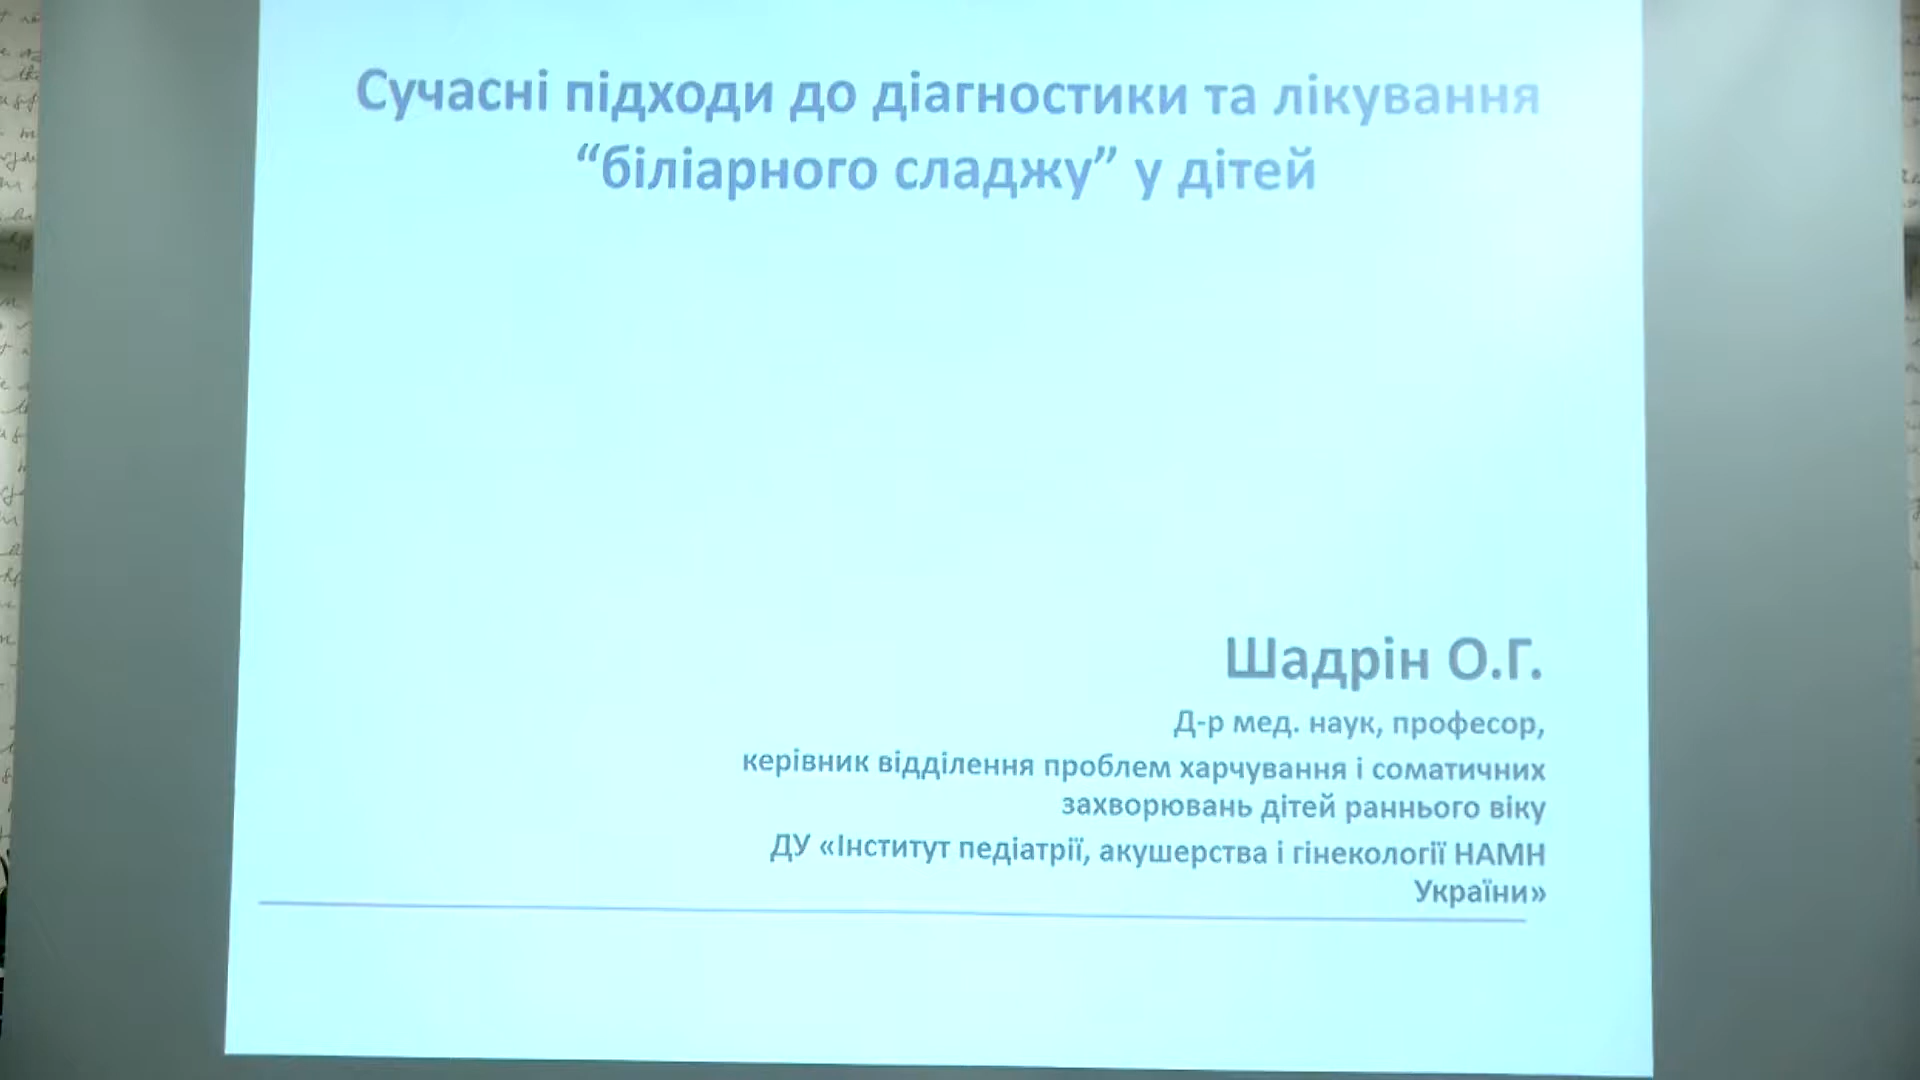 Сучасні підходи до діагностики та лікування
“біліарного сладжу” у дітей
Шадрін О.Г.
Д-р мед. наук, професор,
керівник відділення проблем харчування і соматичних
захворювань дітей раннього віку
ДУ «Інститут педіатрії, акушерства і гінекології НАМН
України»